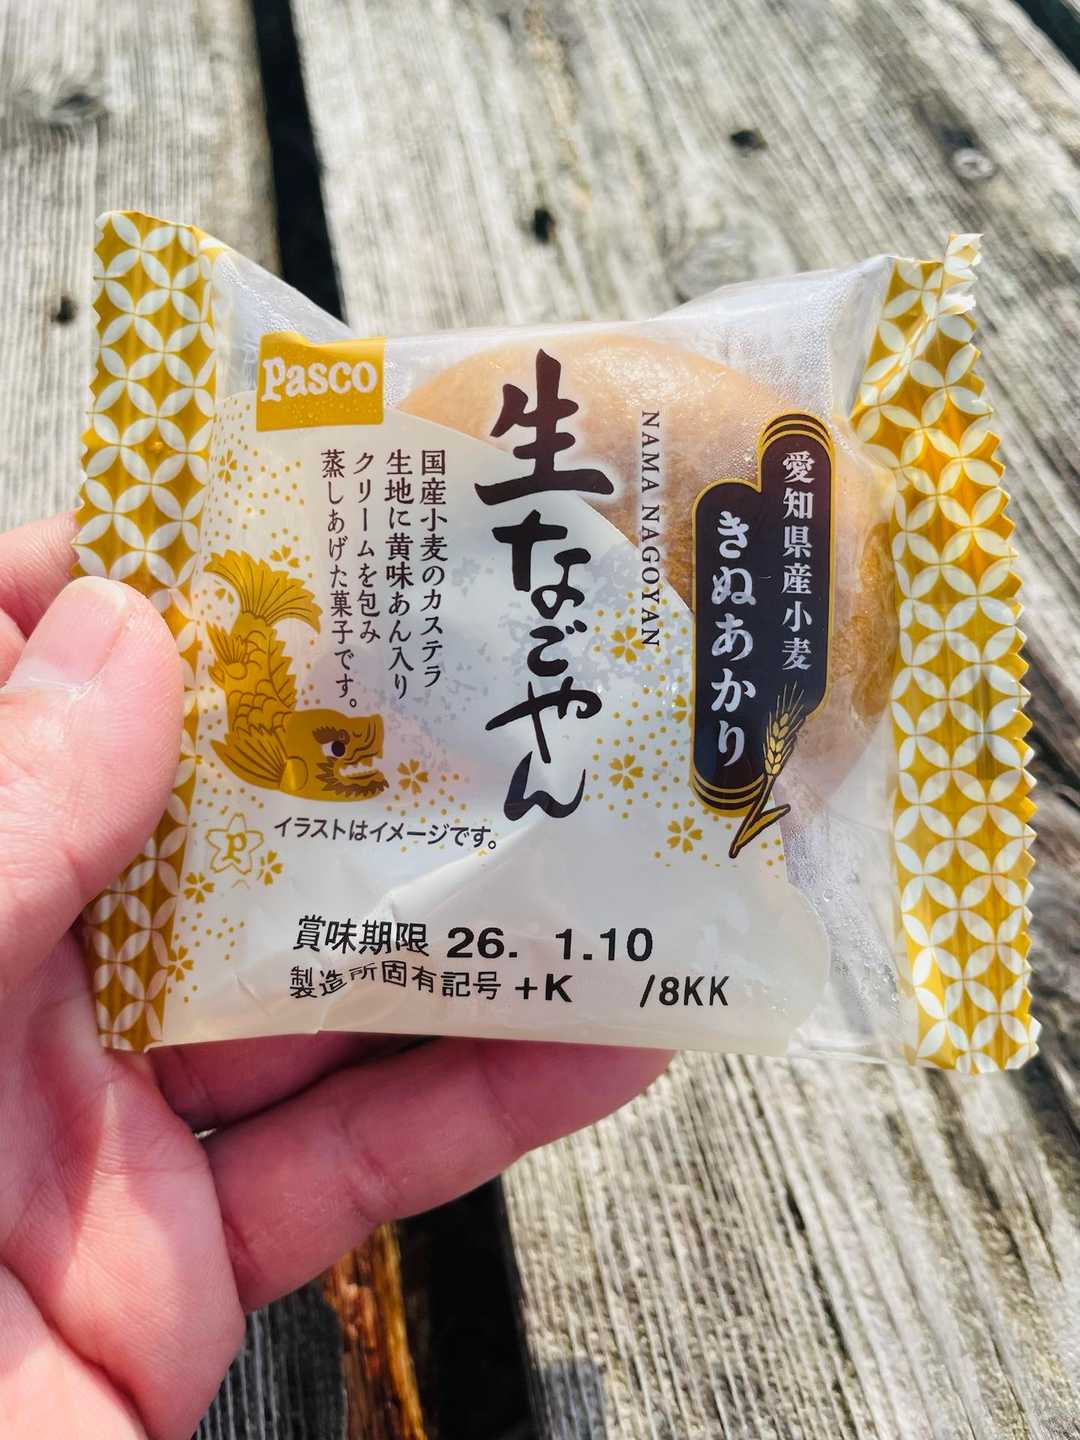 Pasco
生なごやん
NAMA NAGOYAN
愛知県産小麦
きぬあかり
国産小麦のカステラ
生地に黄味あん入り
クリームを包み
蒸しあげた菓子です。
P
イラストはイメージです。
賞味期限 26. 1.10
製造所固有記号 +K /8KK